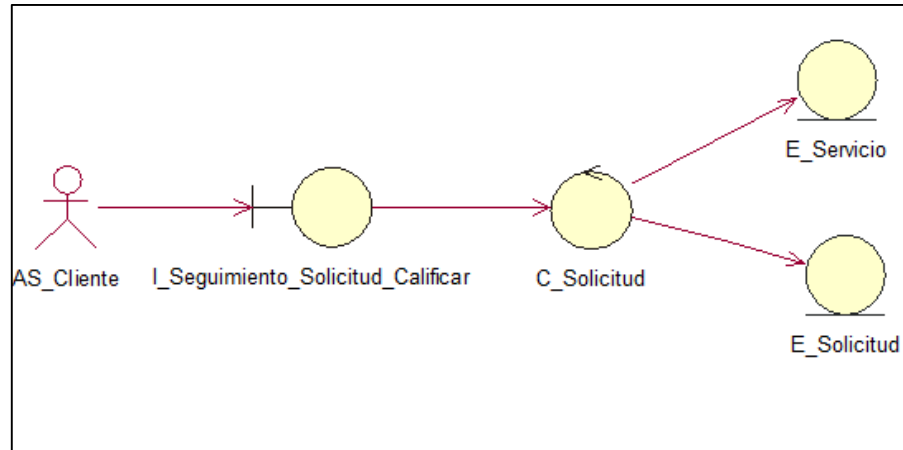 E_Servicio
AS_Cliente
I_Seguimiento_Solicitud_Calificar
C_Solicitud
E_Solicitud